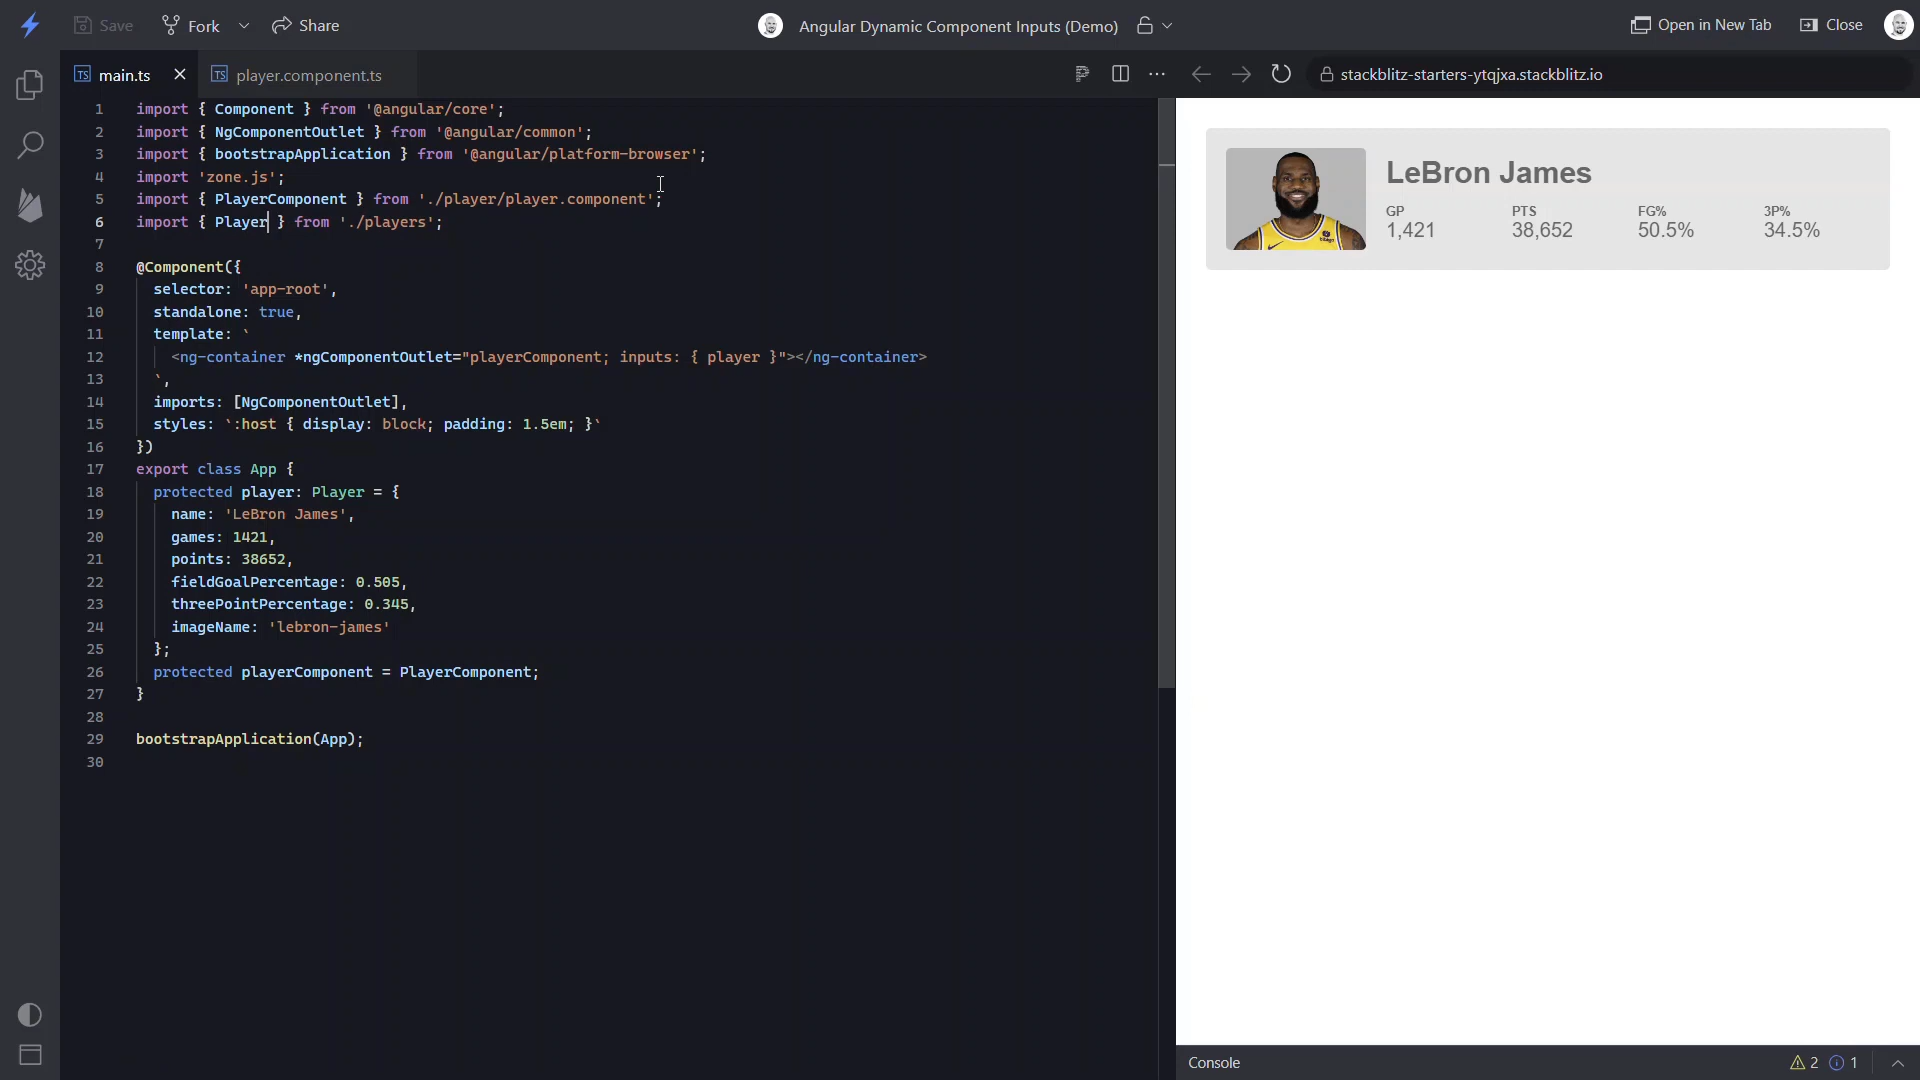 Save Fork Share Angular Dynamic Component Inputs (Demo) Open in New Tab Close
TS main.ts TS player.component.ts stackblitz-starters-ytqjxa.stackblitz.io
1 import { Component } from '@angular/core';
2 import { NgComponentOutlet } from '@angular/common';
3 import { bootstrapApplication } from '@angular/platform-browser';
4 import 'zone.js';
5 import { PlayerComponent } from './player/player.component';
6 import { Player } from './players';
7
8 @Component({
9 selector: 'app-root',
10 standalone: true,
11 template: `
12 <ng-container *ngComponentOutlet="playerComponent; inputs: { player }"></ng-container>
13 `,
14 imports: [NgComponentOutlet],
15 styles: `:host { display: block; padding: 1.5em; }`
16 })
17 export class App {
18 protected player: Player = {
19 name: 'LeBron James',
20 games: 1421,
21 points: 38652,
22 fieldGoalPercentage: 0.505,
23 threePointPercentage: 0.345,
24 imageName: 'lebron-james'
25 };
26 protected playerComponent = PlayerComponent;
27 }
28
29 bootstrapApplication(App);
30
LeBron James
GP PTS FG% 3P%
1,421 38,652 50.5% 34.5%
Console 2 1